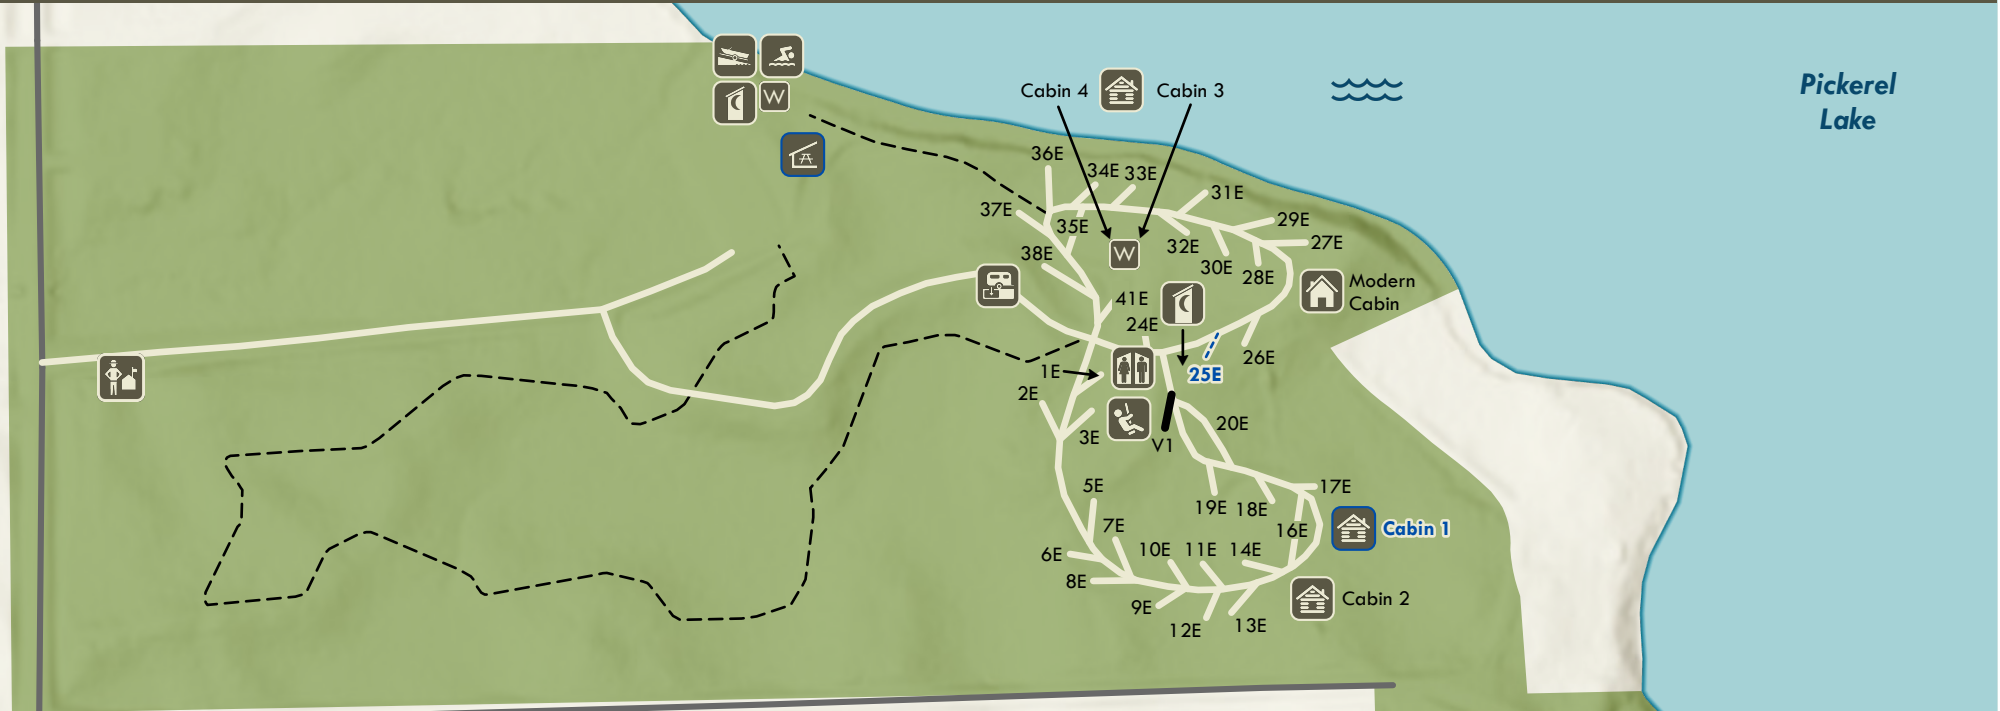 Pickerel
Lake
Cabin 4
Cabin 3
W
36E
34E
33E
31E
37E
35E
29E
32E
27E
38E
W
30E
28E
Modern
Cabin
41E
24E
26E
1E
25E
2E
3E
V1
20E
5E
17E
19E
18E
7E
16E
Cabin 1
6E
10E
11E
14E
8E
9E
Cabin 2
12E
13E